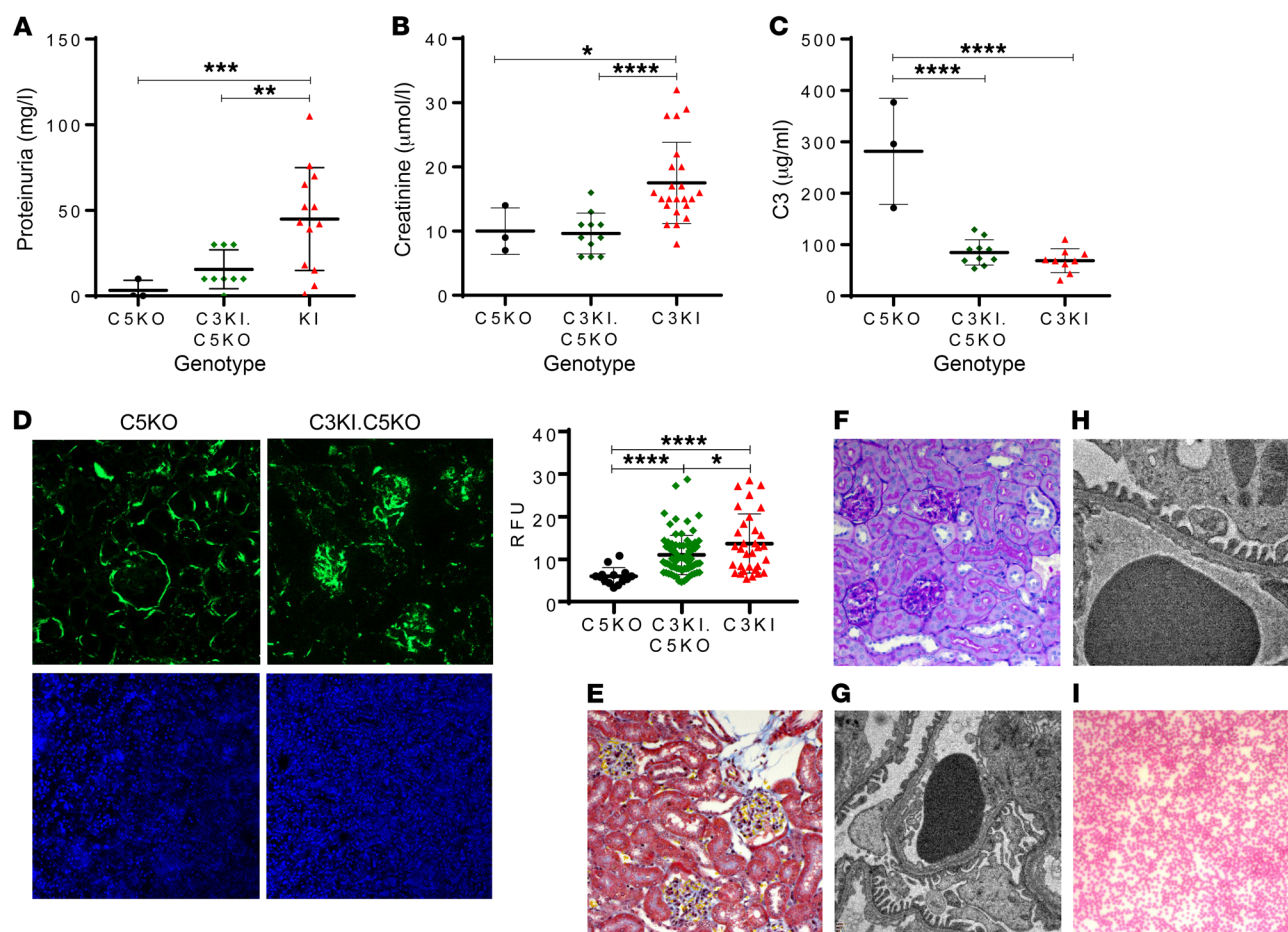 A
Proteinuria (mg/l)
150
100
50
0
***
**
C5KO
C3KI.
C5KO
KI
Genotype
B
Creatinine (μmol/l)
40
30
20
10
0
*
****
C5KO
C3KI.
C5KO
C3KI
Genotype
C
C3 (μg/ml)
500
400
300
200
100
0
****
****
C5KO
C3KI.
C5KO
C3KI
Genotype
D
C5KO
C3KI.C5KO
RFU
40
30
20
10
0
****
****
*
C5KO
C3KI.
C5KO
C3KI
E
F
G
H
I